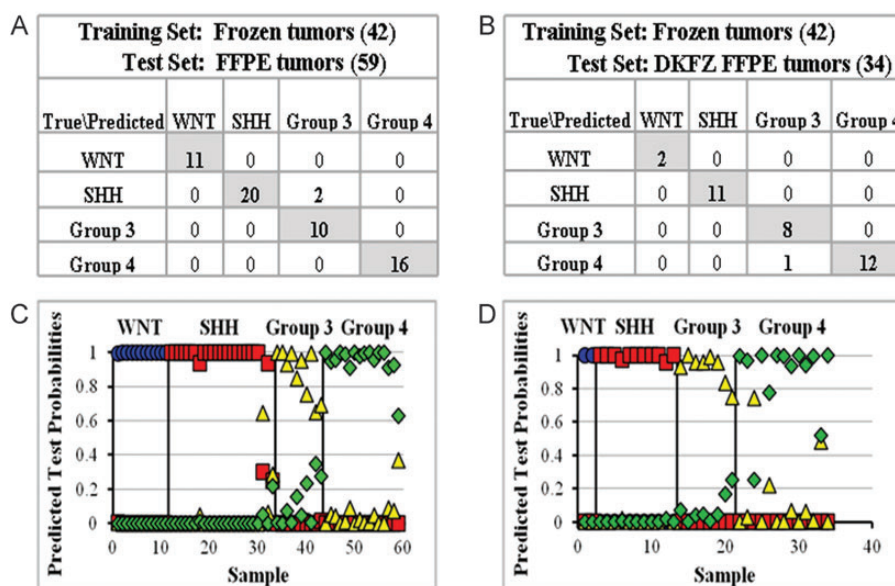 A
Training Set: Frozen tumors (42)
Test Set: FFPE tumors (59)
True\Predicted WNT SHH Group 3 Group 4
WNT 11 0 0 0
SHH 0 20 2 0
Group 3 0 0 10 0
Group 4 0 0 0 16
B
Training Set: Frozen tumors (42)
Test Set: DKFZ FFPE tumors (34)
True\Predicted WNT SHH Group 3 Group 4
WNT 2 0 0 0
SHH 0 11 0 0
Group 3 0 0 8 0
Group 4 0 0 1 12
C
WNT SHH Group 3 Group 4
Predicted Test Probabilities
1
0.8
0.6
0.4
0.2
0
0 10 20 30 40 50 60
Sample
D
WNT SHH Group 3 Group 4
Predicted Test Probabilities
1
0.8
0.6
0.4
0.2
0
0 10 20 30 40
Sample